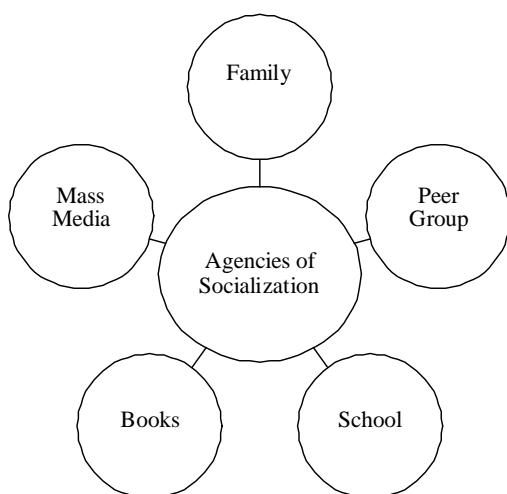 Family
Mass
Media
Peer
Group
Agencies of
Socialization
Books
School